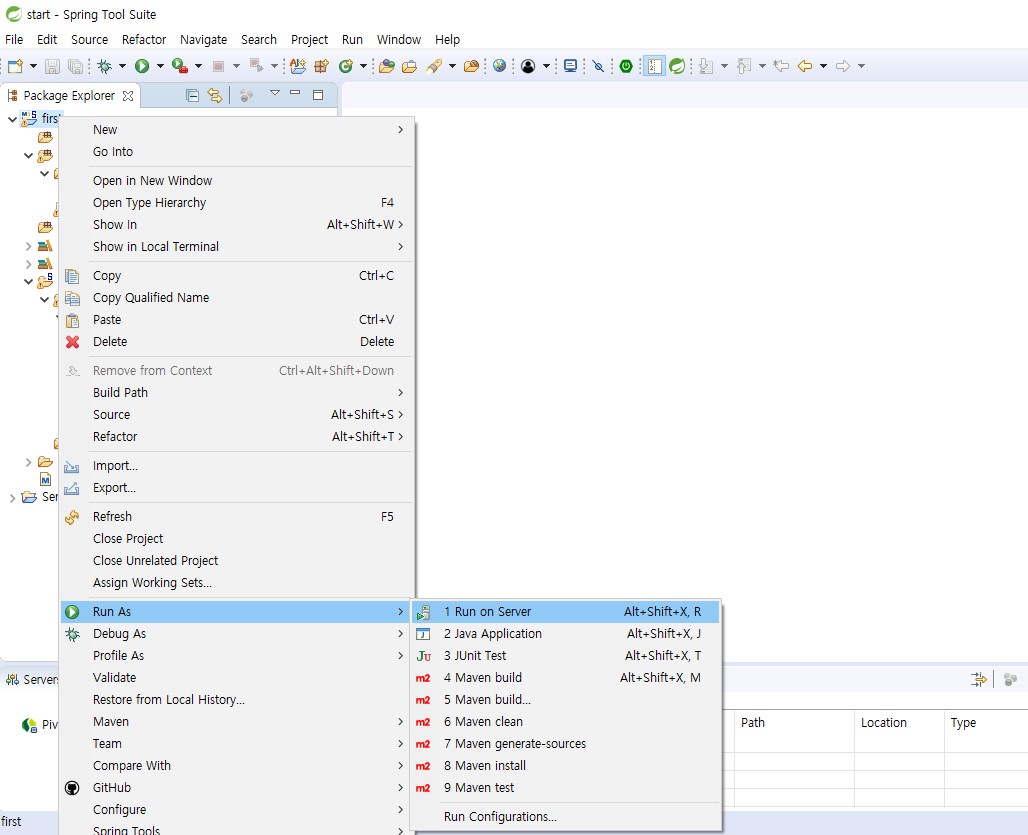 start - Spring Tool Suite
File Edit Source Refactor Navigate Search Project Run Window Help
Package Explorer
New
Go Into
Open in New Window
Open Type Hierarchy F4
Show In Alt+Shift+W
Show in Local Terminal
Copy Ctrl+C
Copy Qualified Name
Paste Ctrl+V
Delete Delete
Remove from Context Ctrl+Alt+Shift+Down
Build Path
Source Alt+Shift+S
Refactor Alt+Shift+T
Import...
Export...
Refresh F5
Close Project
Close Unrelated Project
Assign Working Sets...
Run As
Debug As
Profile As
Validate
Restore from Local History...
Maven
Team
Compare With
GitHub
Configure
Spring Tools
1 Run on Server Alt+Shift+X, R
2 Java Application Alt+Shift+X, J
3 JUnit Test Alt+Shift+X, T
4 Maven build Alt+Shift+X, M
5 Maven build...
6 Maven clean
7 Maven generate-sources
8 Maven install
9 Maven test
Run Configurations...
Servers
Path Location Type
first